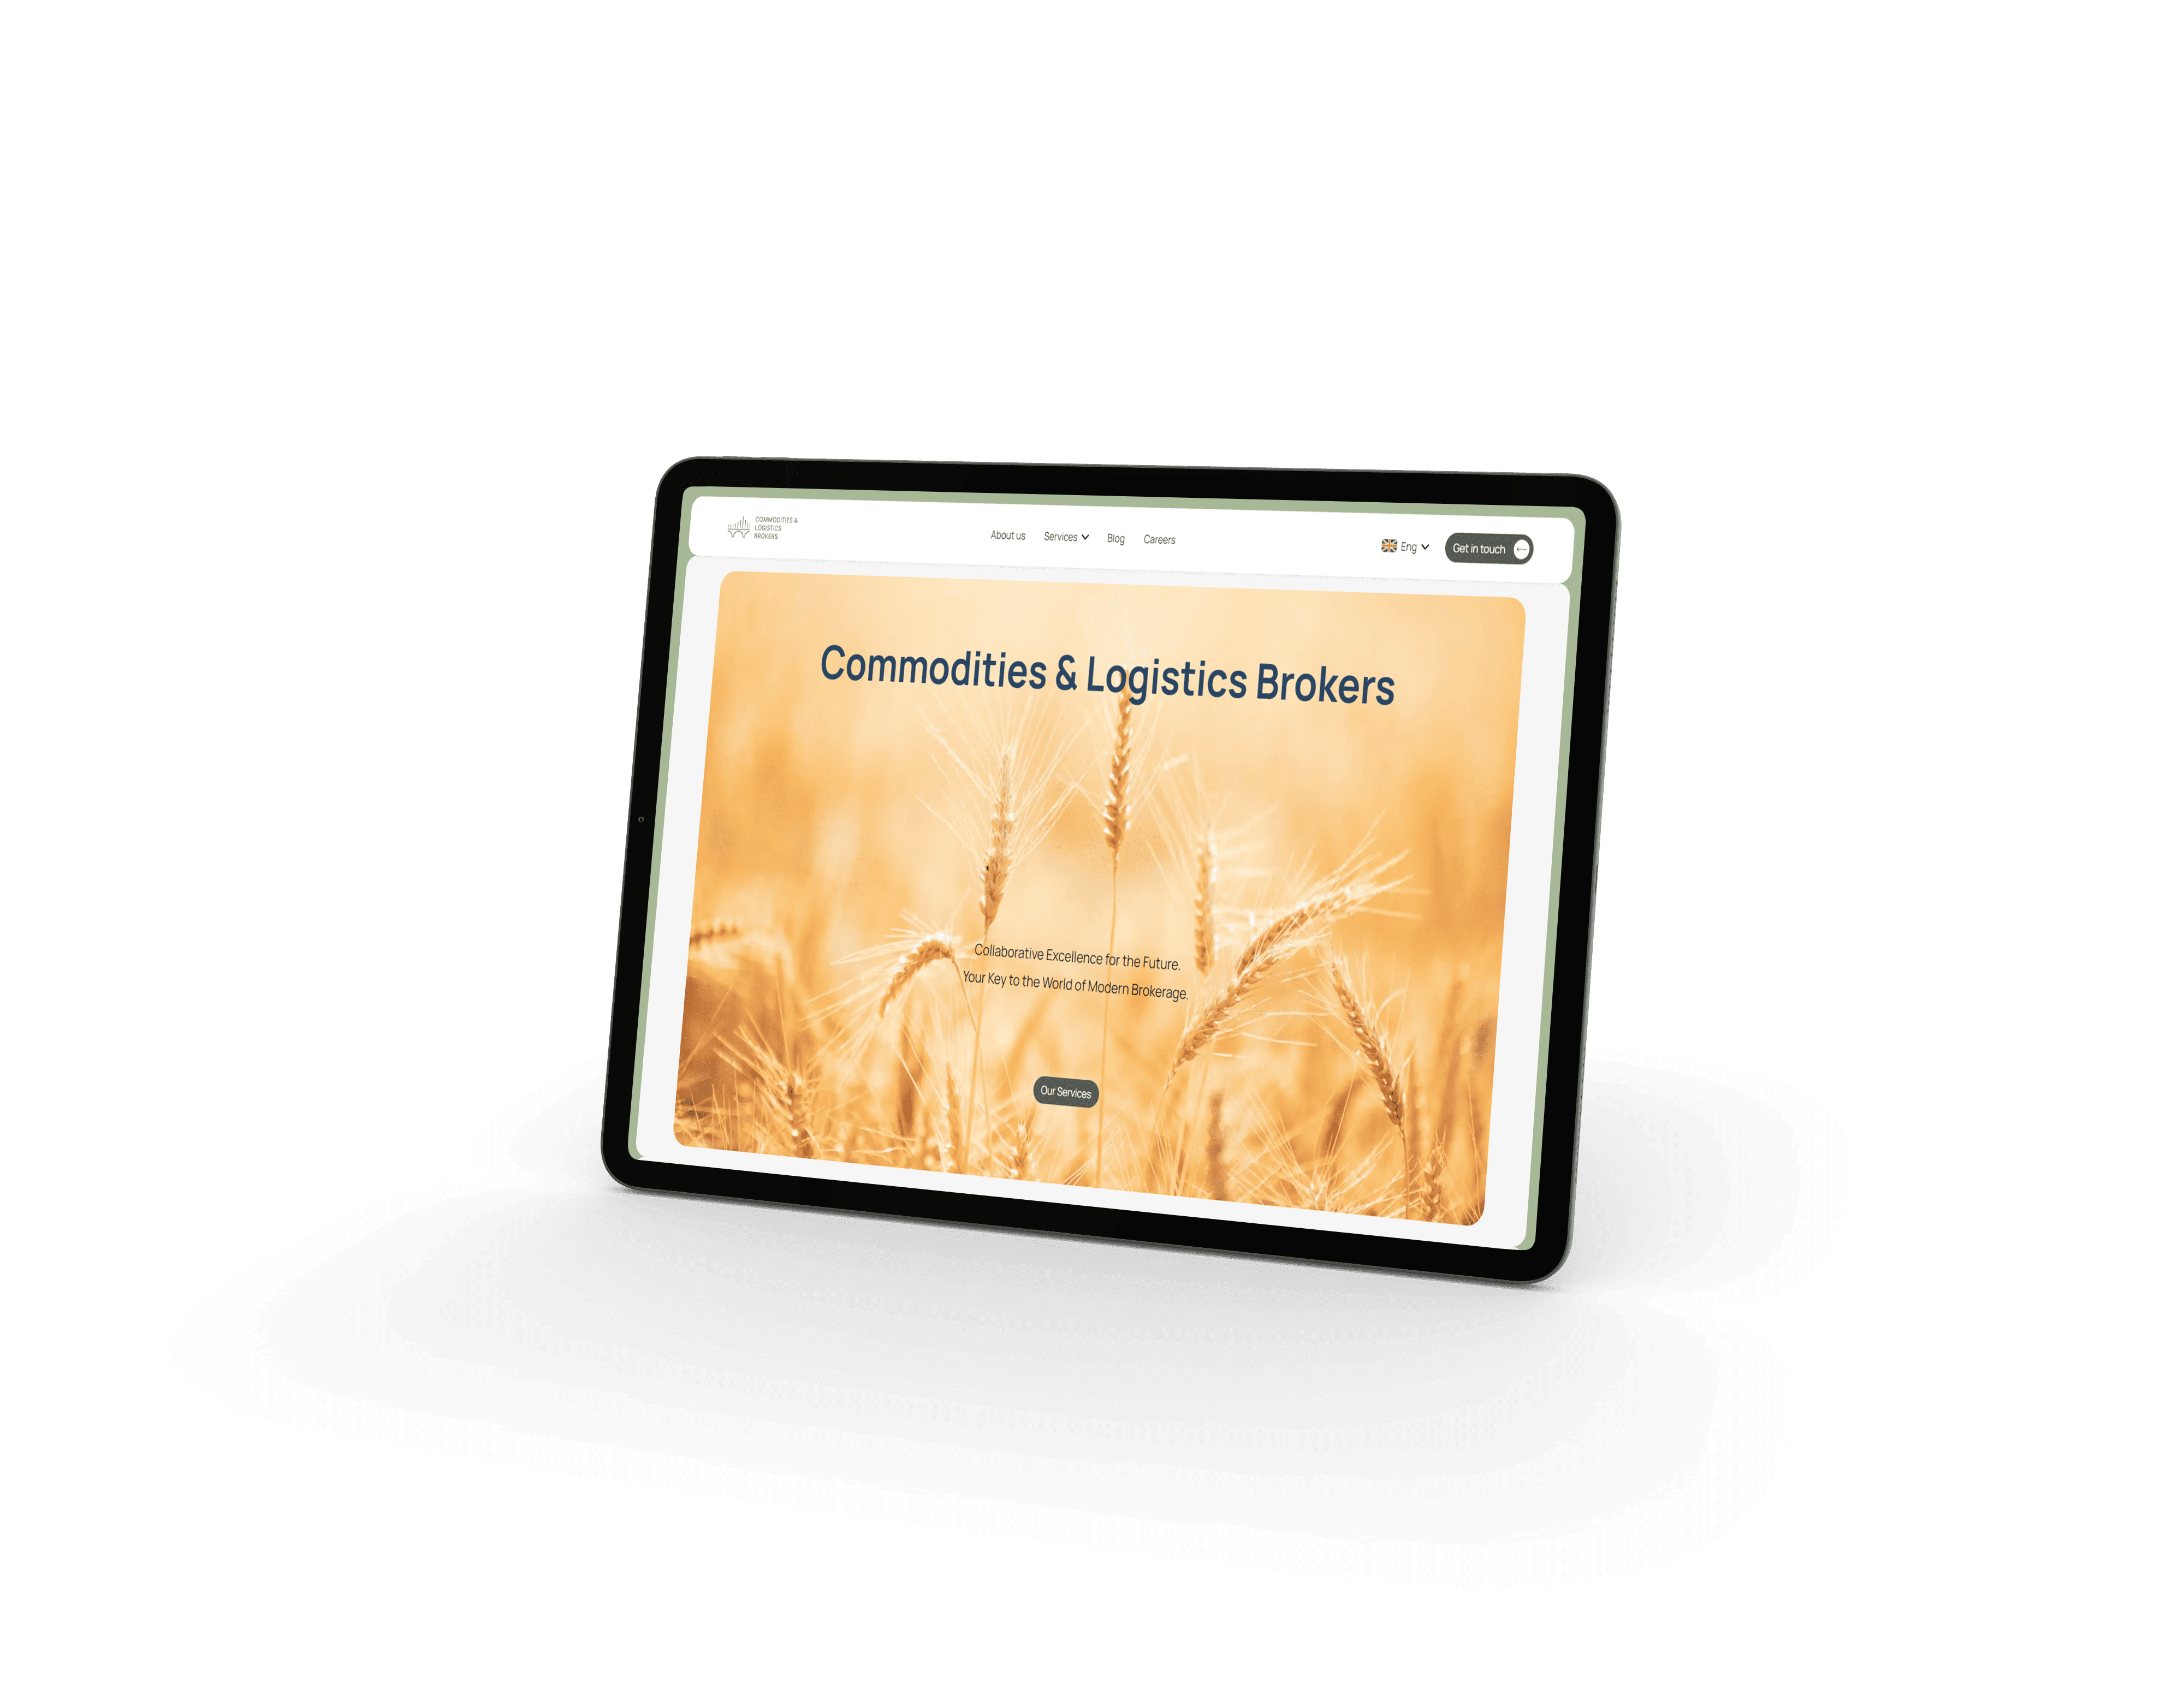 COMMODITIES &
LOGISTICS
BROKERS
About us
Services
Blog
Careers
Eng
Get in touch
Commodities & Logistics Brokers
Collaborative Excellence for the Future.
Your Key to the World of Modern Brokerage.
Our Services